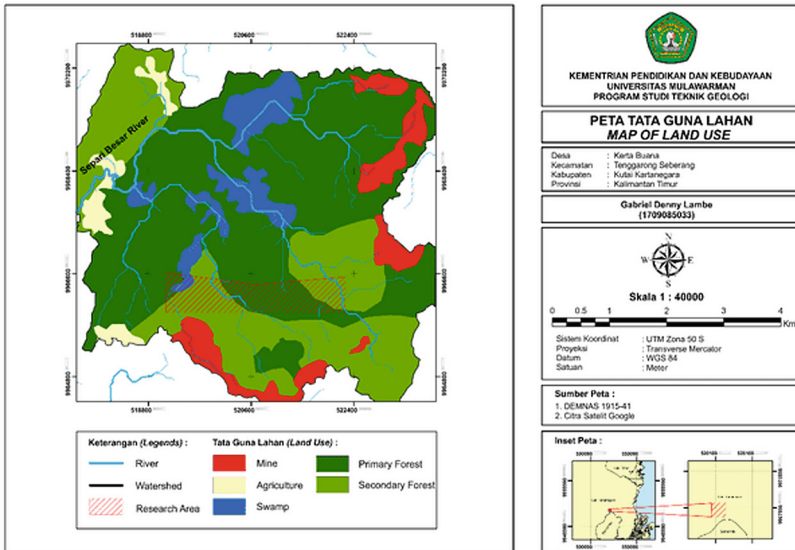 518800 520600 522400
9970200
9968400
9966600
9964800
Separi Besar River
518800 520600 522400
Keterangan (Legends) :
River
Watershed
Research Area
Tata Guna Lahan (Land Use) :
Mine
Agriculture
Swamp
Primary Forest
Secondary Forest
KEMENTRIAN PENDIDIKAN DAN KEBUDAYAAN
UNIVERSITAS MULAWARMAN
PROGRAM STUDI TEKNIK GEOLOGI
PETA TATA GUNA LAHAN
MAP OF LAND USE
Desa : Kerta Buana
Kecamatan : Tenggarong Seberang
Kabupaten : Kutai Kartanegara
Provinsi : Kalimantan Timur
Gabriel Denny Lambe
(1709085033)
N
W E
S
Skala 1 : 40000
0 0.5 1 2 3 4
Km
Sistem Koordinat : UTM Zona 50 S
Proyeksi : Transverse Mercator
Datum : WGS 84
Satuan : Meter
Sumber Peta :
1. DEMNAS 1915-41
2. Citra Satelit Google
Inset Peta :